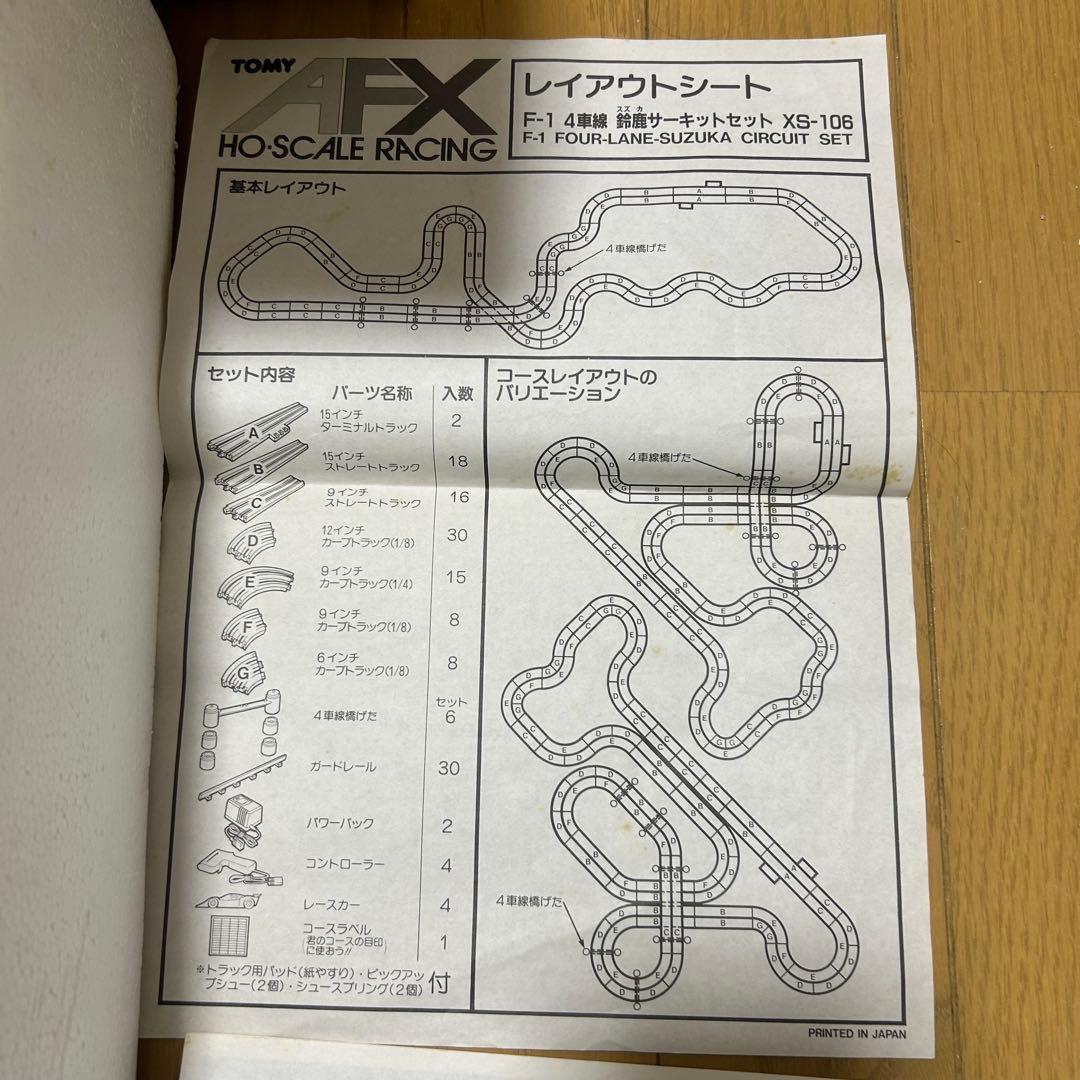 TOMY
AFX
HO·SCALE RACING
レイアウトシート
スズ カ
F-1 4車線 鈴鹿サーキットセット XS-106
F-1 FOUR-LANE-SUZUKA CIRCUIT SET
基本レイアウト
4車線橋げた
セット内容
パーツ名称 入数
A 15インチ
ターミナルトラック 2
B 15インチ
ストレートトラック 18
C 9インチ
ストレートトラック 16
D 12インチ
カーブトラック(1/8) 30
E 9インチ
カーブトラック(1/4) 15
F 9インチ
カーブトラック(1/8) 8
G 6インチ
カーブトラック(1/8) 8
4車線橋げた セット
6
ガードレール 30
パワーパック 2
コントローラー 4
レースカー 4
コースラベル
(君のコースの目印
に使おう!!) 1
※トラック用パッド(紙やすり)・ピックアッ
プシュー(2個)・シュースプリング(2個) 付
コースレイアウトの
バリエーション
4車線橋げた
4車線橋げた
PRINTED IN JAPAN